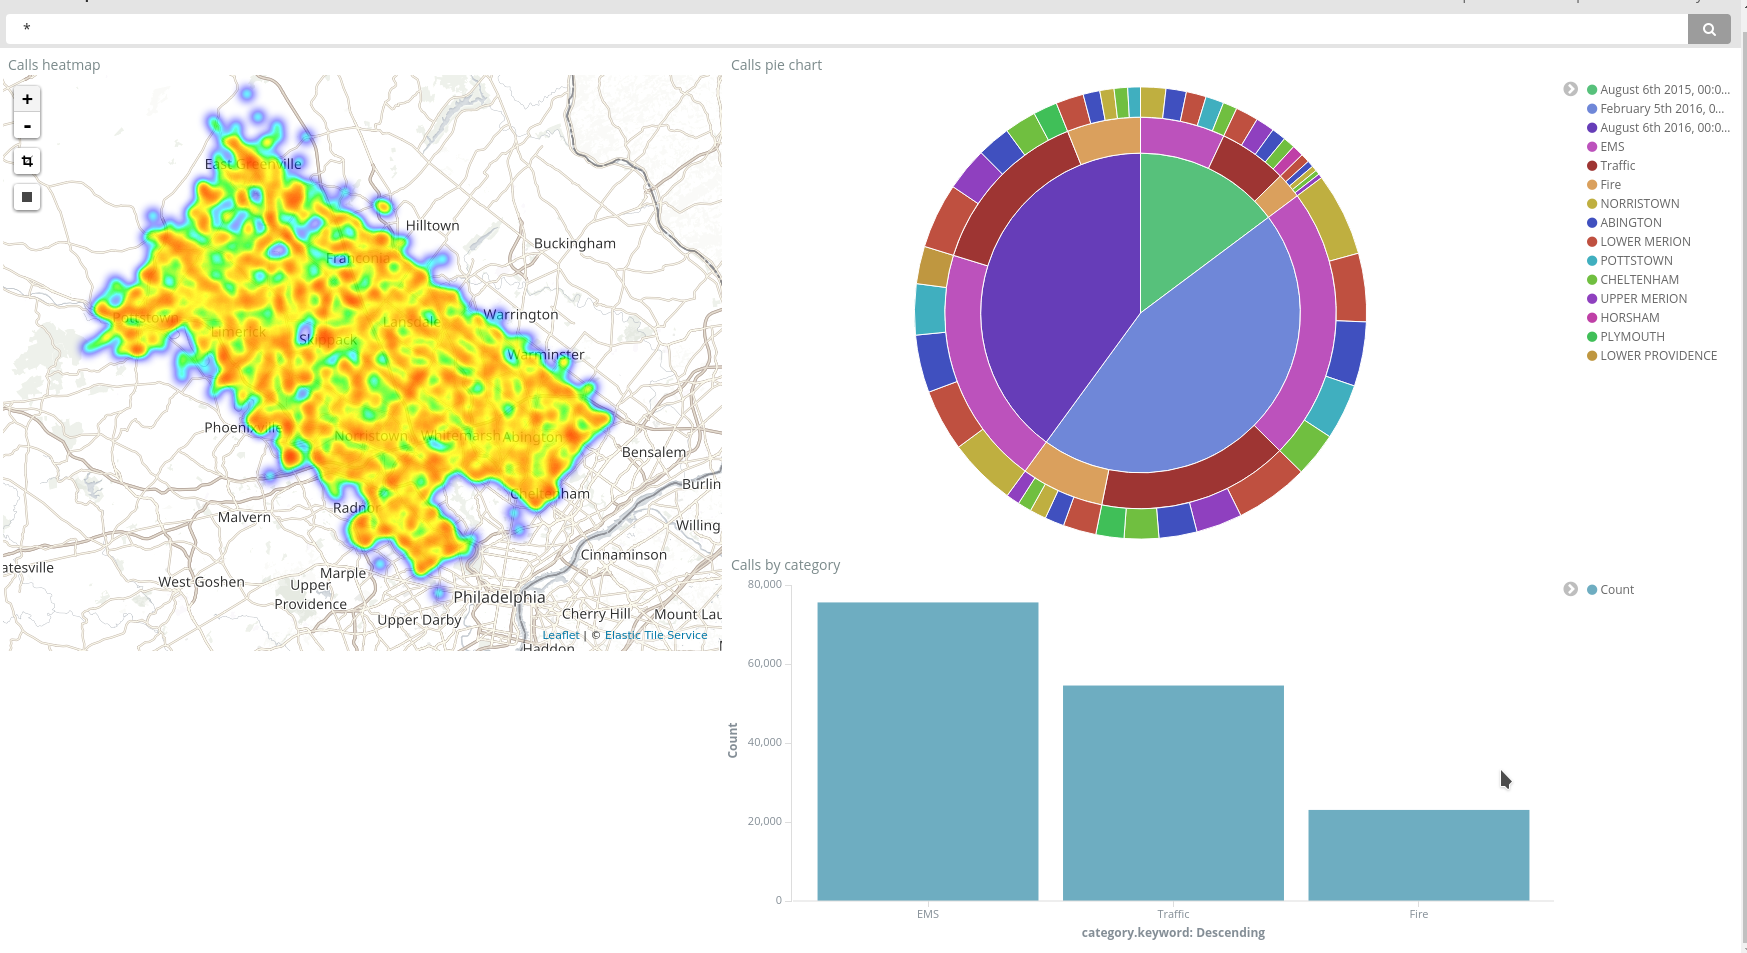 *
Calls heatmap
+
-
East Greenville
Hilltown
Buckingham
Franconia
Pottstown
Limerick
Lansdale
Skippack
Warrington
Warminster
Phoenixville
Norristown
Whitemarsh
Abington
Bensalem
Cheltenham
Burlin
Radnor
Malvern
Willing
Cinnaminson
atesville
West Goshen
Marple
Upper
Providence
Philadelphia
Upper Darby
Cherry Hill
Mount Lau
Haddon
Leaflet | © Elastic Tile Service
Calls pie chart
August 6th 2015, 00:0...
February 5th 2016, 0...
August 6th 2016, 00:0...
EMS
Traffic
Fire
NORRISTOWN
ABINGTON
LOWER MERION
POTTSTOWN
CHELTENHAM
UPPER MERION
HORSHAM
PLYMOUTH
LOWER PROVIDENCE
Calls by category
80,000
60,000
40,000
20,000
0
Count
EMS
Traffic
Fire
category.keyword: Descending
Count